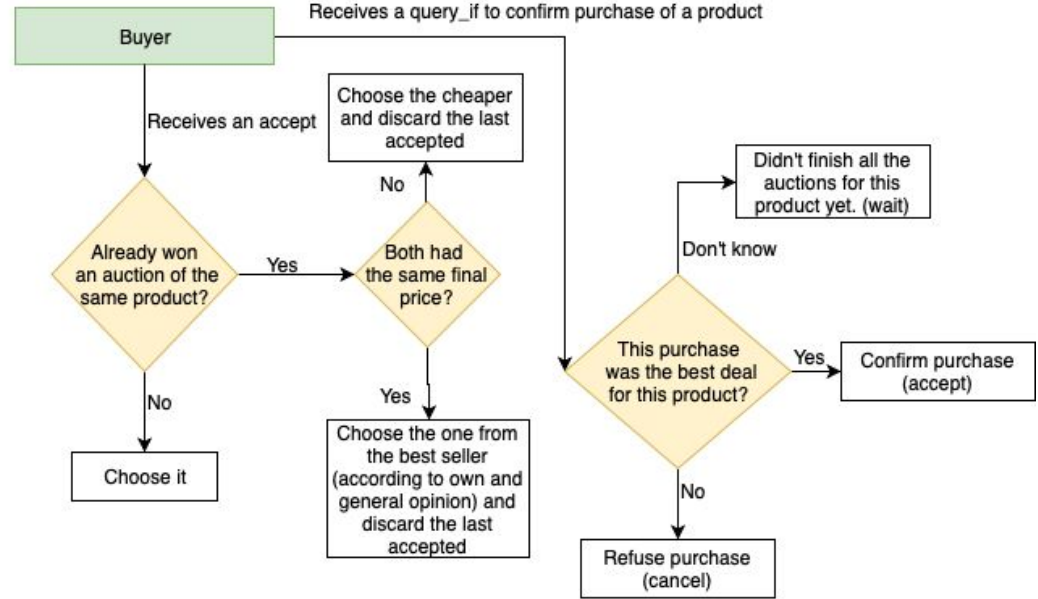 Receives a query_if to confirm purchase of a product
Buyer
Receives an accept
Choose the cheaper
and discard the last
accepted
No
Already won
an auction of the
same product?
Yes
Both had
the same final
price?
No
Choose it
Yes
Choose the one from
the best seller
(according to own and
general opinion) and
discard the last
accepted
Didn't finish all the
auctions for this
product yet. (wait)
Don't know
This purchase
was the best deal
for this product?
Yes
Confirm purchase
(accept)
No
Refuse purchase
(cancel)